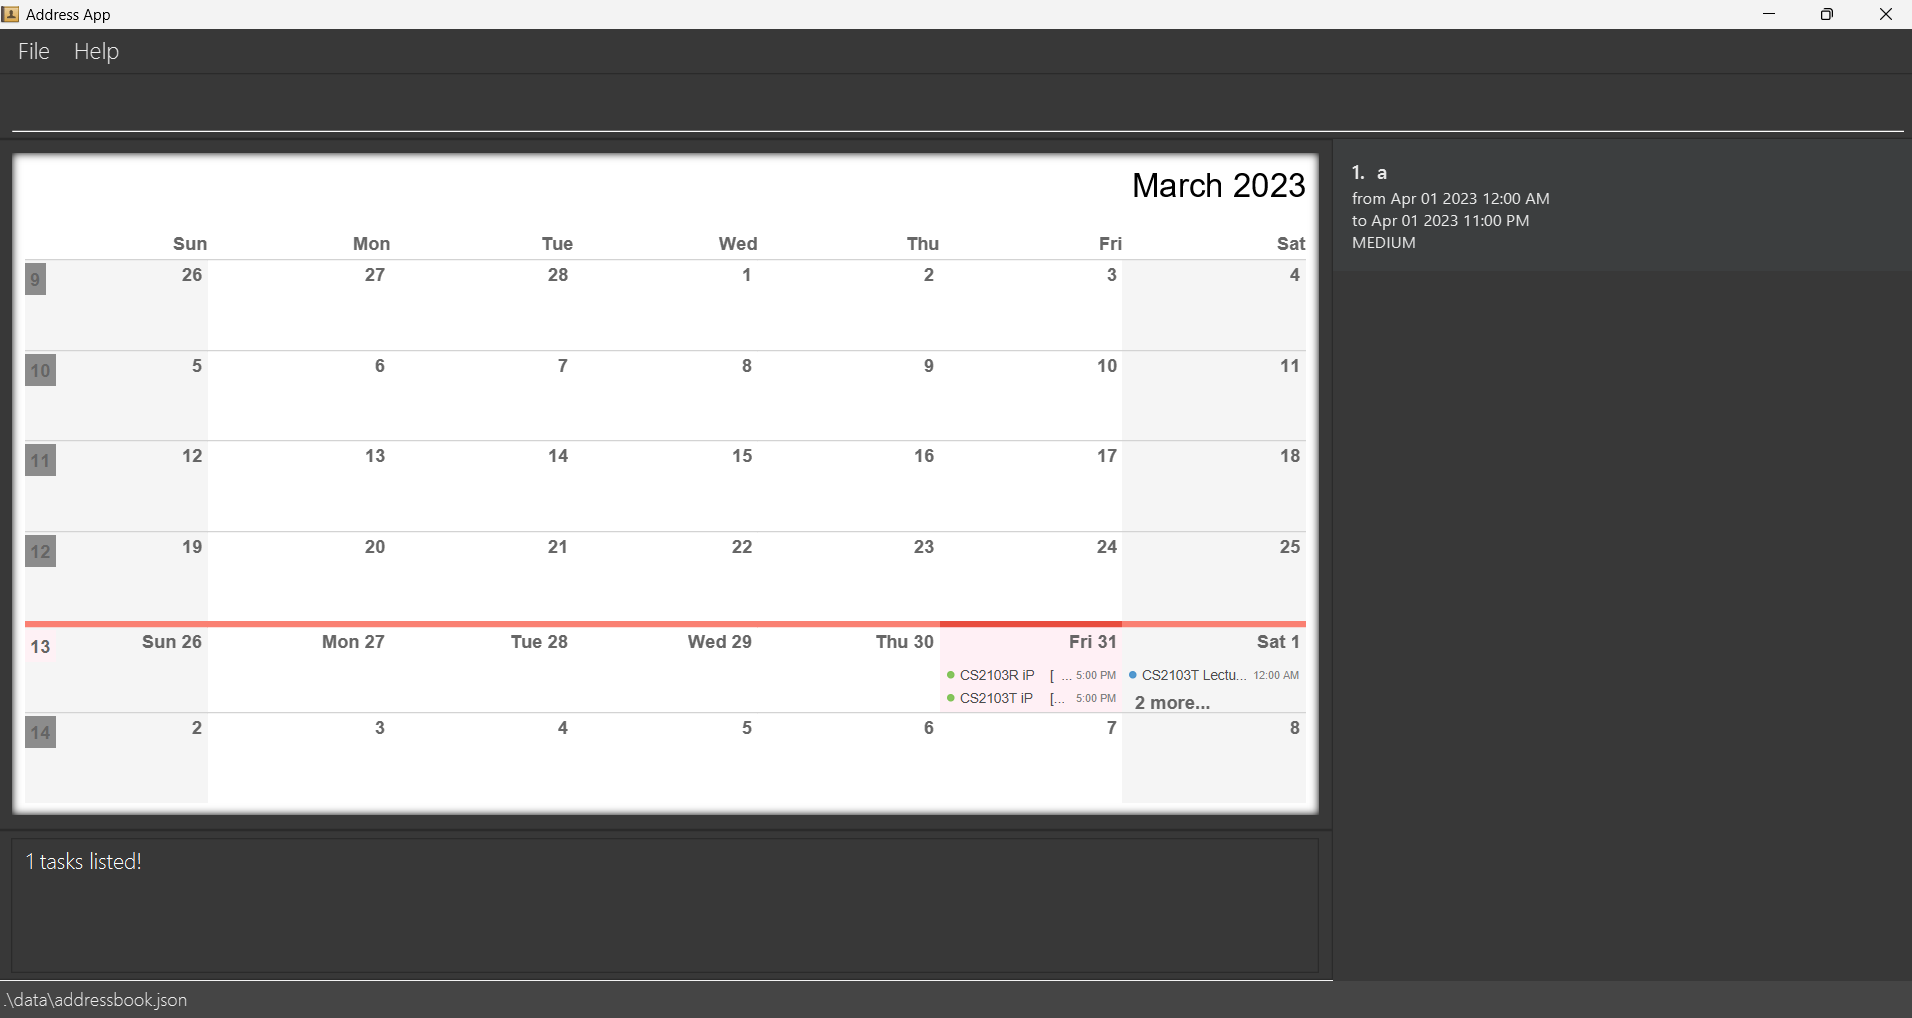 Address App
File Help
March 2023
Sun Mon Tue Wed Thu Fri Sat
9 26 27 28 1 2 3 4
10 5 6 7 8 9 10 11
11 12 13 14 15 16 17 18
12 19 20 21 22 23 24 25
13 Sun 26 Mon 27 Tue 28 Wed 29 Thu 30 Fri 31 Sat 1
CS2103R iP [ ... 5:00 PM CS2103T Lectu... 12:00 AM
CS2103T iP [... 5:00 PM 2 more...
14 2 3 4 5 6 7 8
1. a
from Apr 01 2023 12:00 AM
to Apr 01 2023 11:00 PM
MEDIUM
1 tasks listed!
.\data\addressbook.json